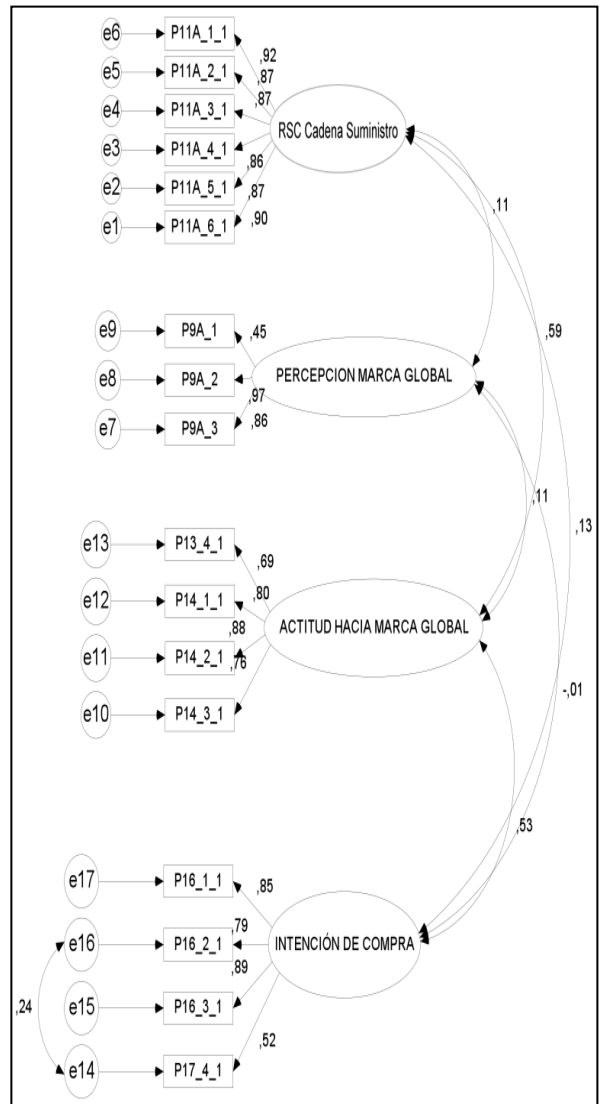 e6
P11A_1_1
,92
e5
P11A_2_1
,87
e4
P11A_3_1
,87
RSC Cadena Suministro
e3
P11A_4_1
,86
e2
P11A_5_1
,87
e1
P11A_6_1
,90
,11
,59
e9
P9A_1
,45
e8
P9A_2
PERCEPCION MARCA GLOBAL
,97
e7
P9A_3
,86
,11
,13
e13
P13_4_1
,69
e12
P14_1_1
,80
ACTITUD HACIA MARCA GLOBAL
,88
e11
P14_2_1
,76
e10
P14_3_1
-,01
,53
e17
P16_1_1
,85
e16
P16_2_1
,79
INTENCIÓN DE COMPRA
,89
e15
P16_3_1
,24
,52
e14
P17_4_1